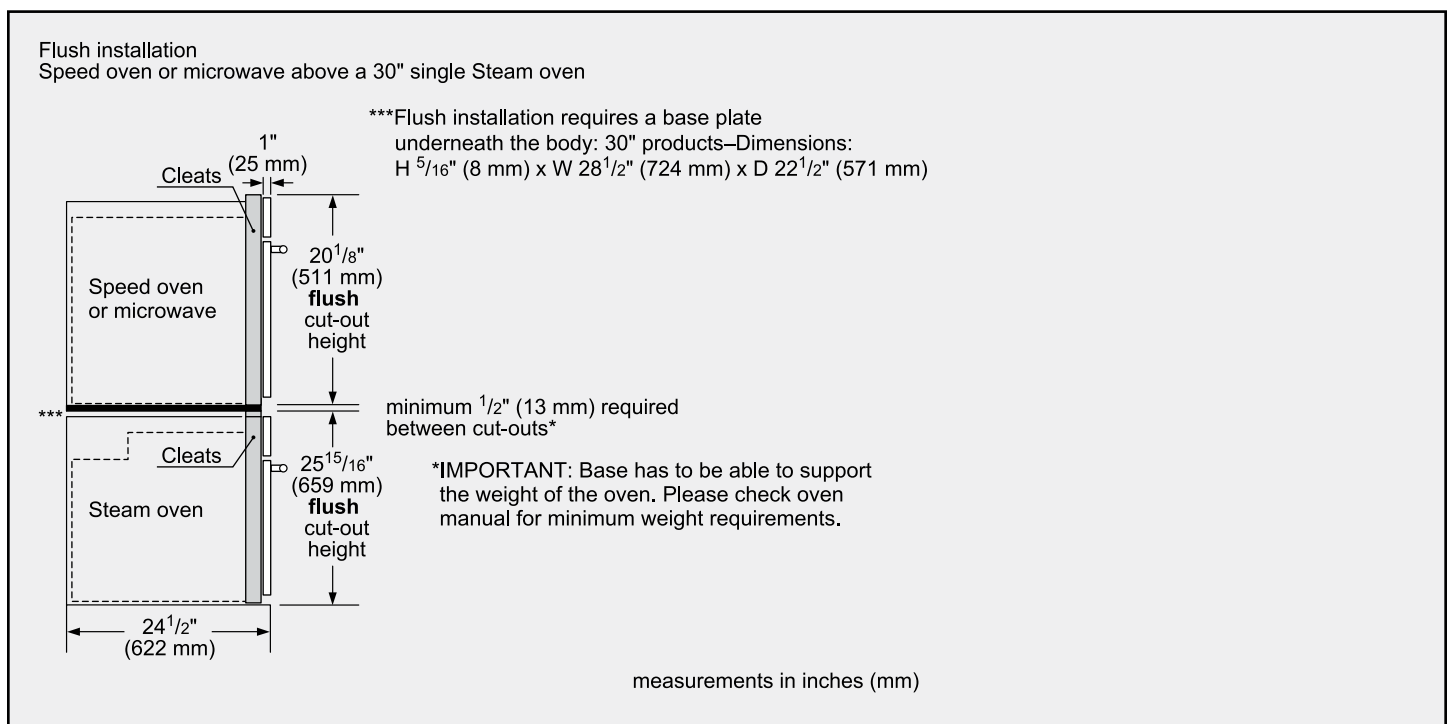 Flush installation
Speed oven or microwave above a 30" single Steam oven
***Flush installation requires a base plate
underneath the body: 30" products–Dimensions:
H 5/16" (8 mm) x W 28 1/2" (724 mm) x D 22 1/2" (571 mm)
1"
(25 mm)
Cleats
Speed oven
or microwave
20 1/8"
(511 mm)
flush
cut-out
height
***
minimum 1/2" (13 mm) required
between cut-outs*
Cleats
Steam oven
25 15/16"
(659 mm)
flush
cut-out
height
*IMPORTANT: Base has to be able to support
the weight of the oven. Please check oven
manual for minimum weight requirements.
24 1/2"
(622 mm)
measurements in inches (mm)